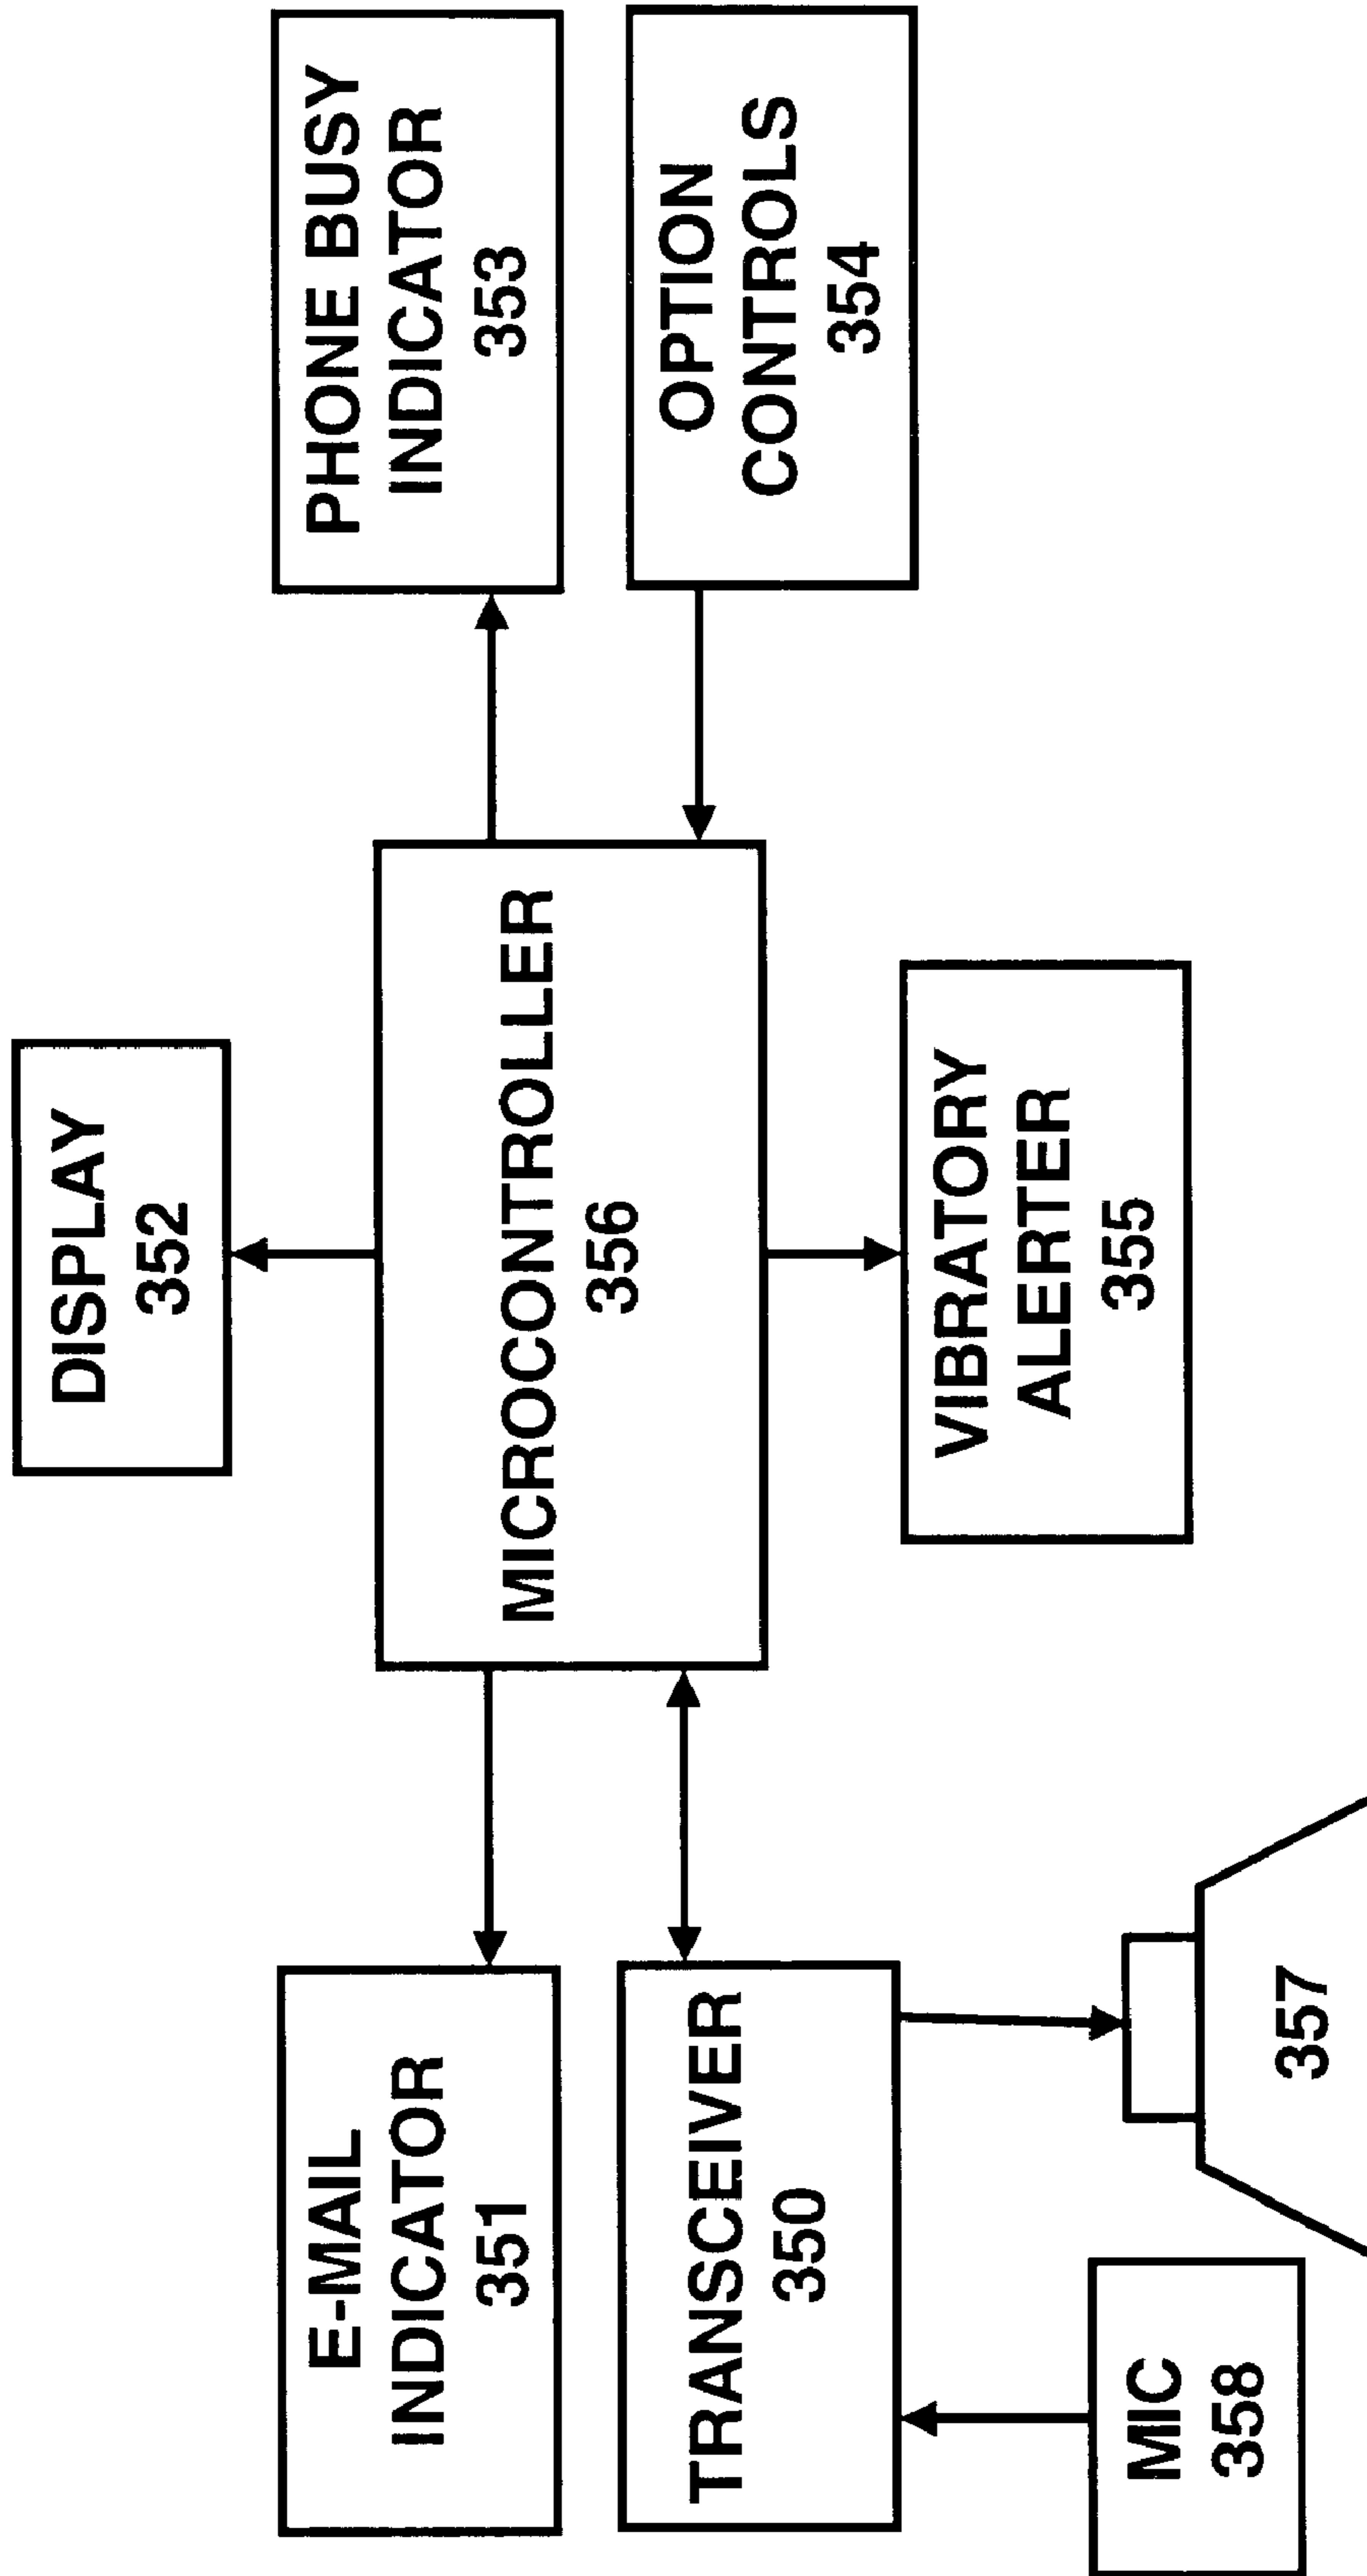 DISPLAY
352
E-MAIL
INDICATOR
351
MICROCONTROLLER
356
PHONE BUSY
INDICATOR
353
TRANSCEIVER
350
OPTION
CONTROLS
354
VIBRATORY
ALERTER
355
MIC
358
357